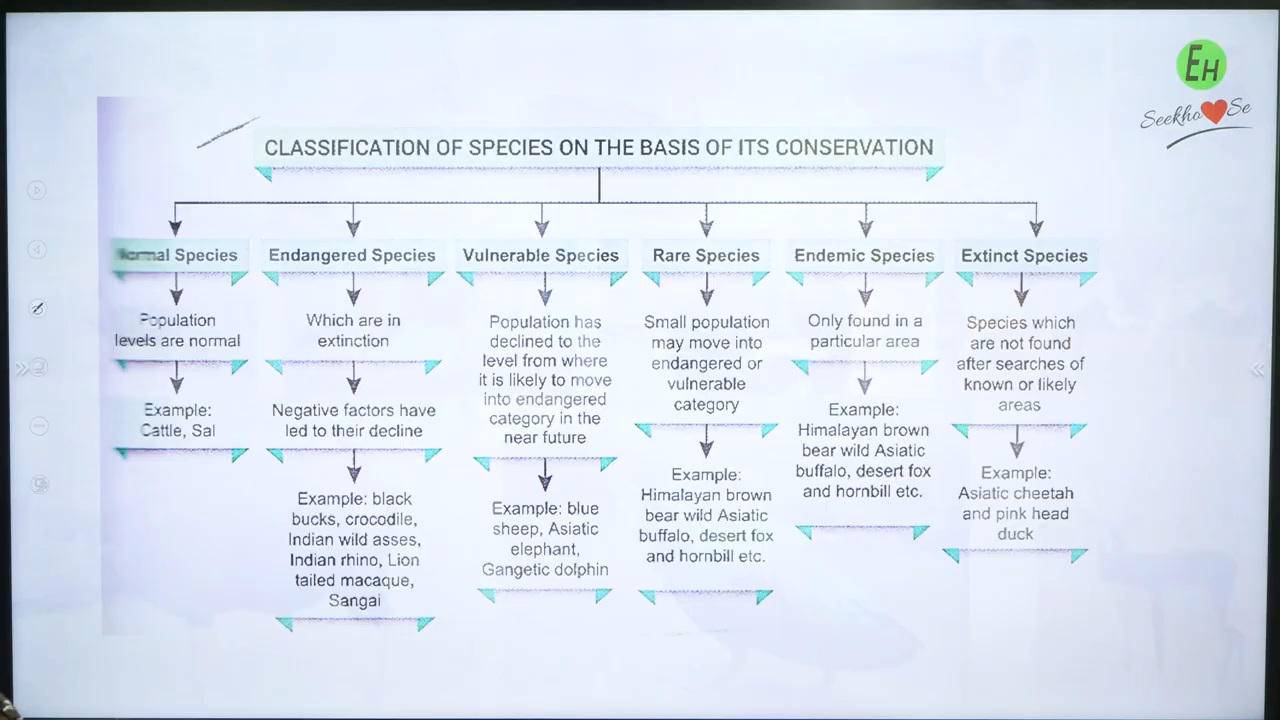 EH
Seekho Se
CLASSIFICATION OF SPECIES ON THE BASIS OF ITS CONSERVATION
Normal Species
Population
levels are normal
Example:
Cattle, Sal
Endangered Species
Which are in
extinction
Negative factors have
led to their decline
Example: black
bucks, crocodile,
Indian wild asses,
Indian rhino, Lion
tailed macaque,
Sangai
Vulnerable Species
Population has
declined to the
level from where
it is likely to move
into endangered
category in the
near future
Example: blue
sheep, Asiatic
elephant,
Gangetic dolphin
Rare Species
Small population
may move into
endangered or
vulnerable
category
Example:
Himalayan brown
bear wild Asiatic
buffalo, desert fox
and hornbill etc.
Endemic Species
Only found in a
particular area
Example:
Himalayan brown
bear wild Asiatic
buffalo, desert fox
and hornbill etc.
Extinct Species
Species which
are not found
after searches of
known or likely
areas
Example:
Asiatic cheetah
and pink head
duck